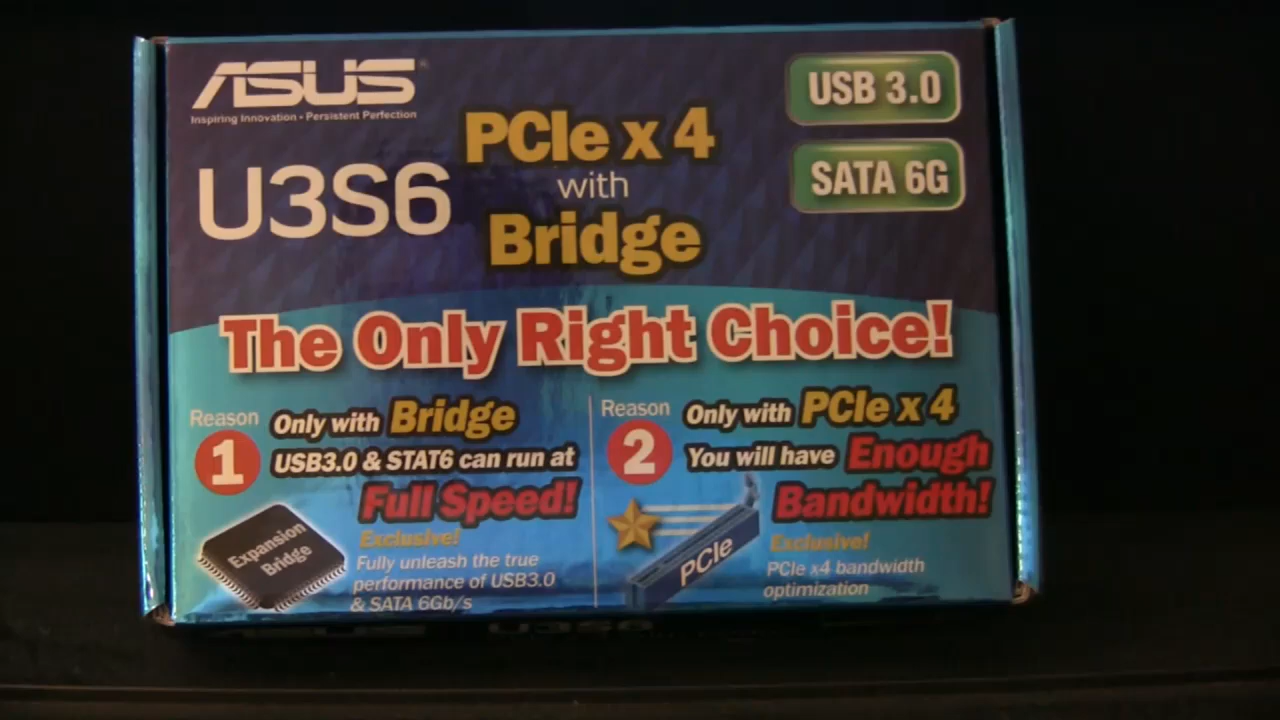 ASUS
Inspiring Innovation • Persistent Perfection
U3S6
PCIe x 4
with
Bridge
USB 3.0
SATA 6G
The Only Right Choice!
Reason
1
Only with Bridge
USB3.0 & STAT6 can run at
Full Speed!
Exclusive!
Fully unleash the true
performance of USB3.0
& SATA 6Gb/s
Expansion
Bridge
Reason
2
Only with PCIe x 4
You will have Enough
Bandwidth!
Exclusive!
PCIe x4 bandwidth
optimization
PCIe
U3S6